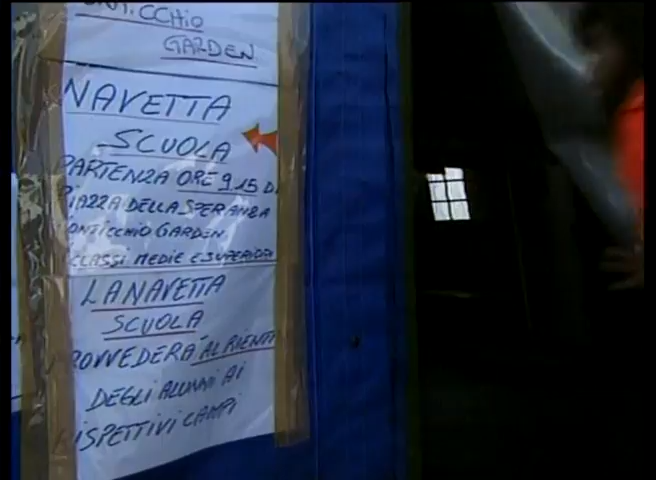 GARDEN
NAVETTA
SCUOLA
PARTENZA ORE 9.15 DA
PIAZZA DELLA SPERANZA
MONTICCHIO GARDEN
CLASSI MEDIE E SUPERIORI
LA NAVETTA
SCUOLA
PROVVEDERÀ AL RIENTRO
DEGLI ALUNNI AI
RISPETTIVI CAMPI